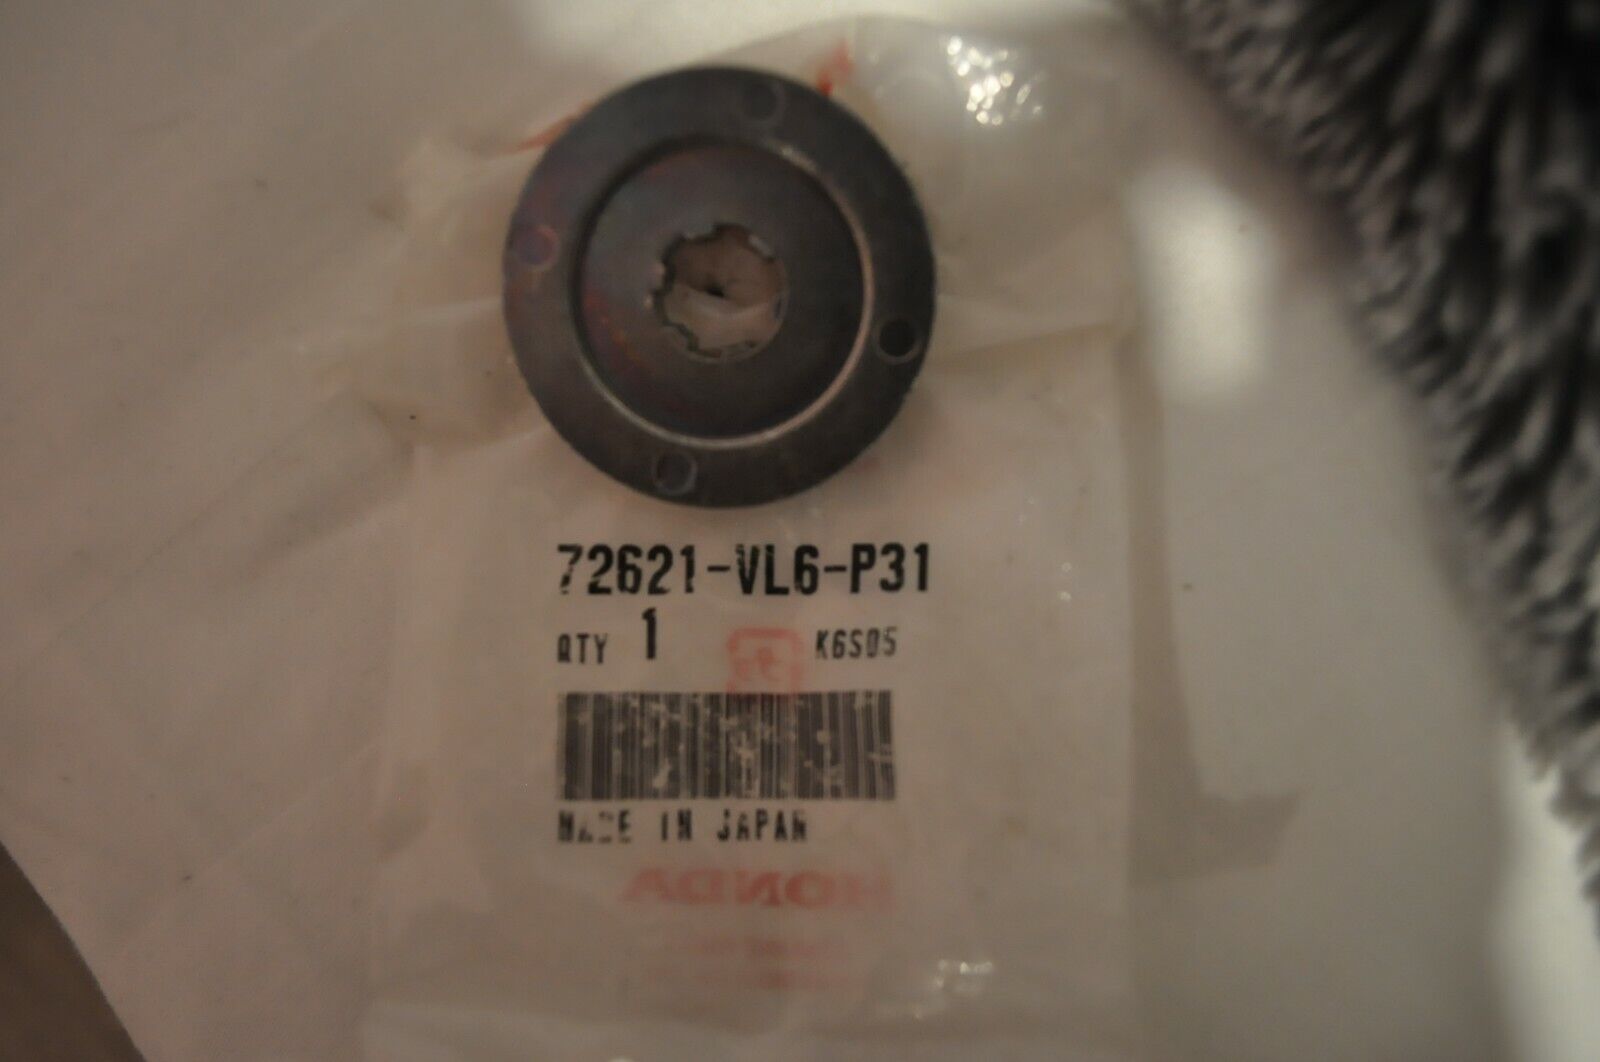 72621-VL6-P31
QTY 1 K6S05
MADE IN JAPAN
HONDA